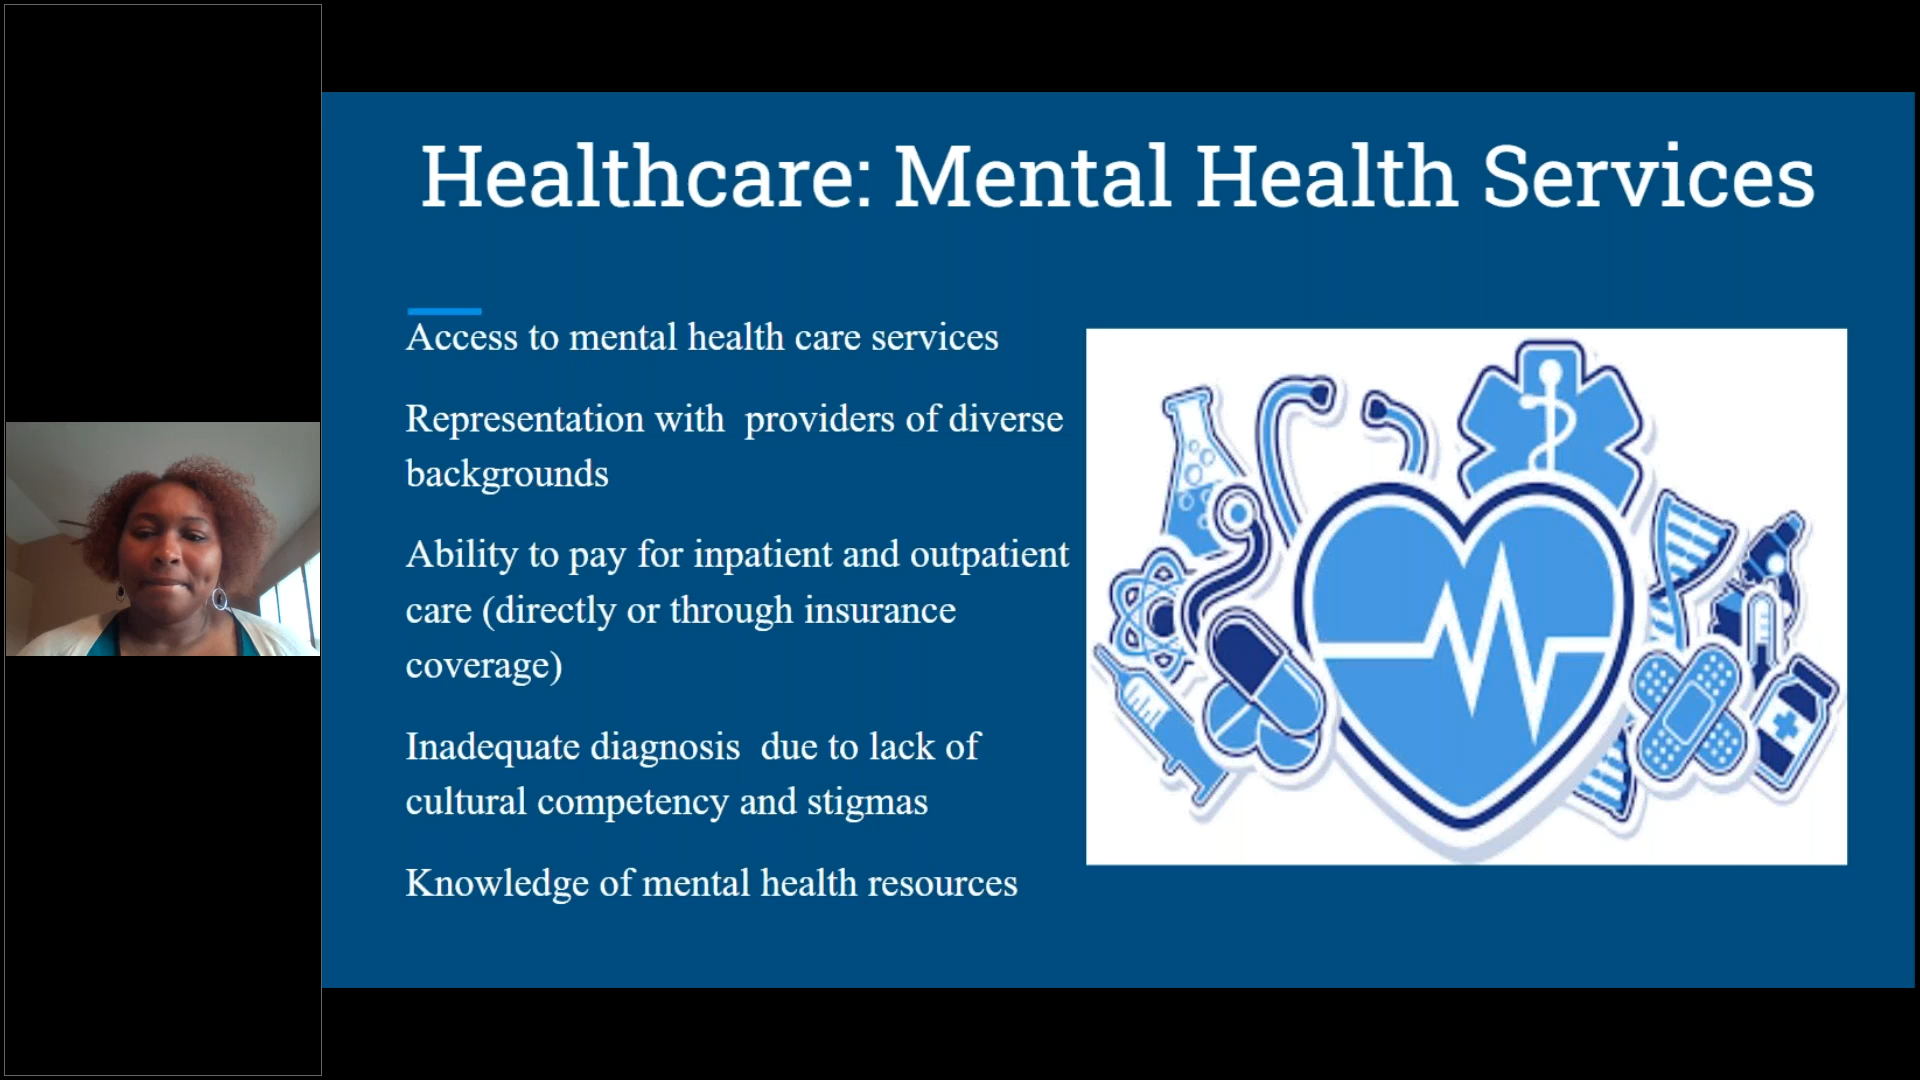 Healthcare: Mental Health Services
Access to mental health care services
Representation with  providers of diverse
backgrounds
Ability to pay for inpatient and outpatient
care (directly or through insurance
coverage)
Inadequate diagnosis  due to lack of
cultural competency and stigmas
Knowledge of mental health resources